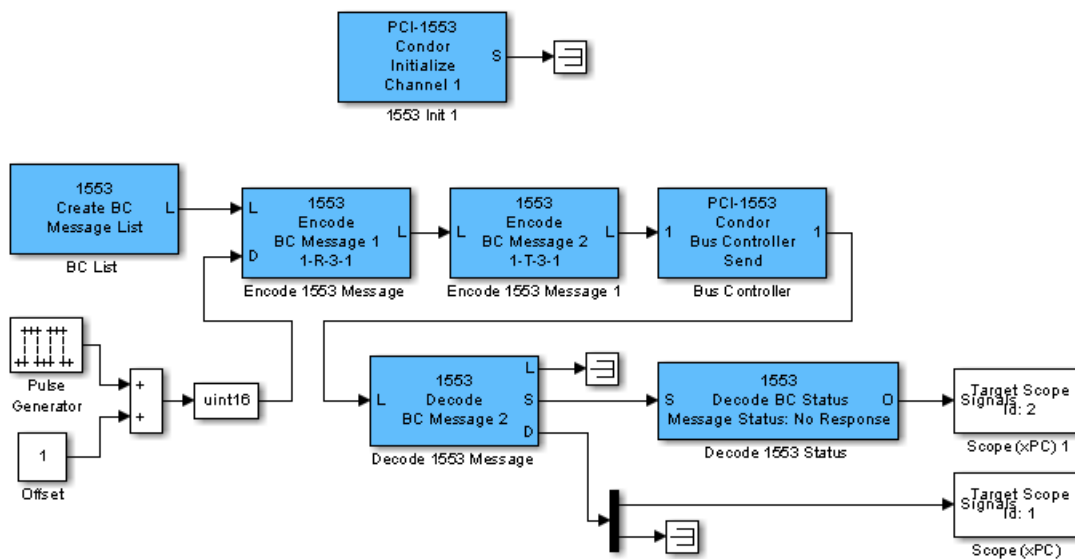 PCI-1553
Condor
Initialize
Channel 1
S
1553 Init 1
1553
Create BC
Message List
L
BC List
L
D
1553
Encode
BC Message 1
1-R-3-1
L
Encode 1553 Message
L
1553
Encode
BC Message 2
1-T-3-1
L
Encode 1553 Message 1
1
PCI-1553
Condor
Bus Controller
Send
1
Bus Controller
Pulse
Generator
+
+
uint16
1
Offset
L
1553
Decode
BC Message 2
L
S
D
Decode 1553 Message
S
1553
Decode BC Status
Message Status: No Response
O
Decode 1553 Status
Target Scope
Signals
Id: 2
Scope (xPC) 1
Target Scope
Signals
Id: 1
Scope (xPC)